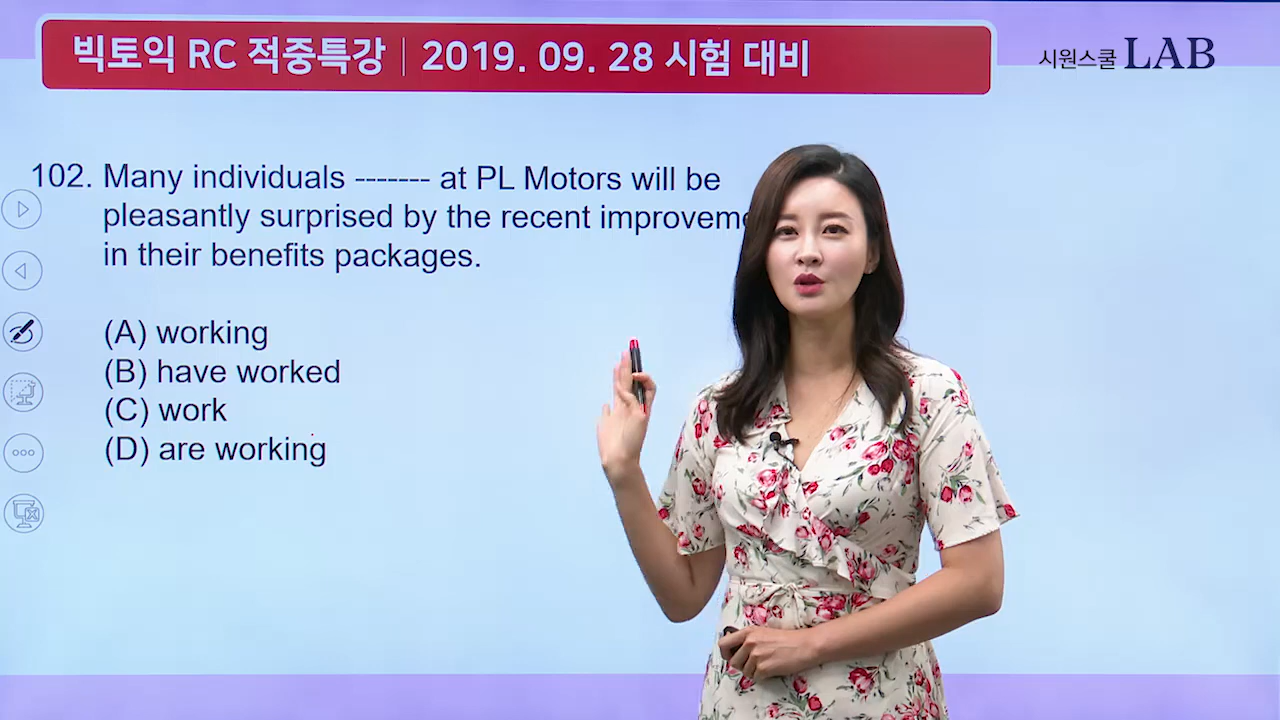 빅토익 RC 적중특강 | 2019. 09. 28 시험 대비
시원스쿨 LAB
102. Many individuals ------- at PL Motors will be
pleasantly surprised by the recent
in their benefits packages.
(A) working
(B) have worked
(C) work
(D) are working